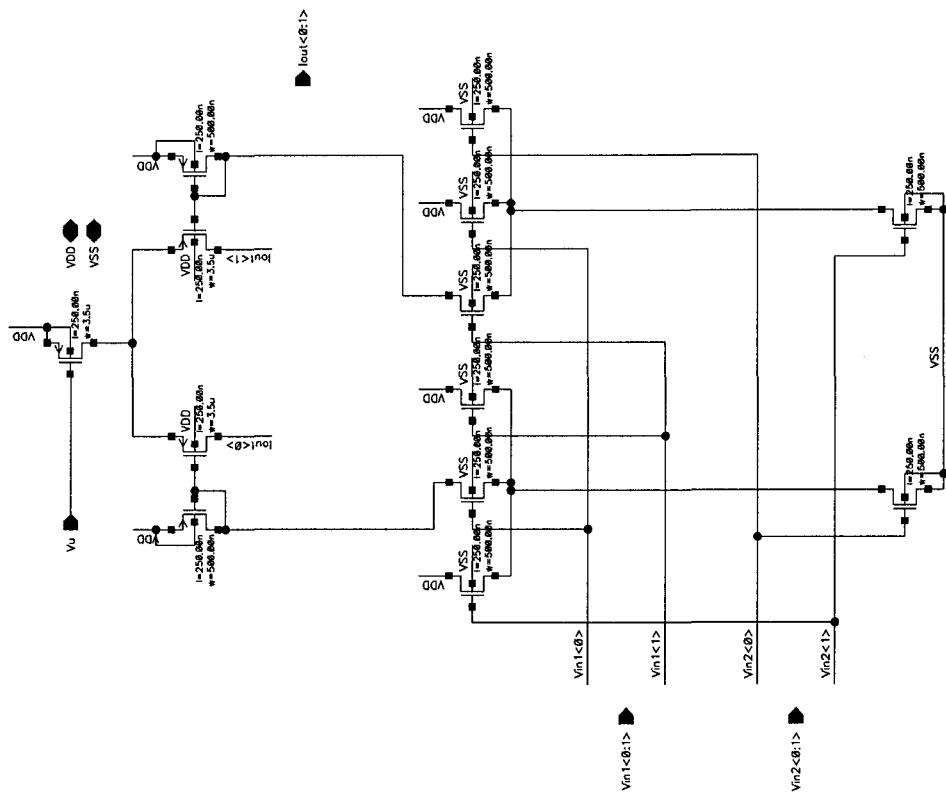 Iout<0:1>
VDD
VSS
VDD
l=250.00n
w=3.5u
Vu
VDD
l=250.00n
w=500.00n
VDD
l=250.00n
w=3.5u
Iout<0>
VDD
l=250.00n
w=3.5u
Iout<1>
VDD
l=250.00n
w=500.00n
VDD
VSS
l=250.00n
w=500.00n
VSS
l=250.00n
w=500.00n
VDD
VSS
l=250.00n
w=500.00n
VSS
l=250.00n
w=500.00n
VDD
VSS
l=250.00n
w=500.00n
VDD
VSS
l=250.00n
w=500.00n
Vin1<0>
Vin1<1>
Vin1<0:1>
Vin2<0>
Vin2<1>
Vin2<0:1>
l=250.00n
w=500.00n
l=250.00n
w=500.00n
VSS